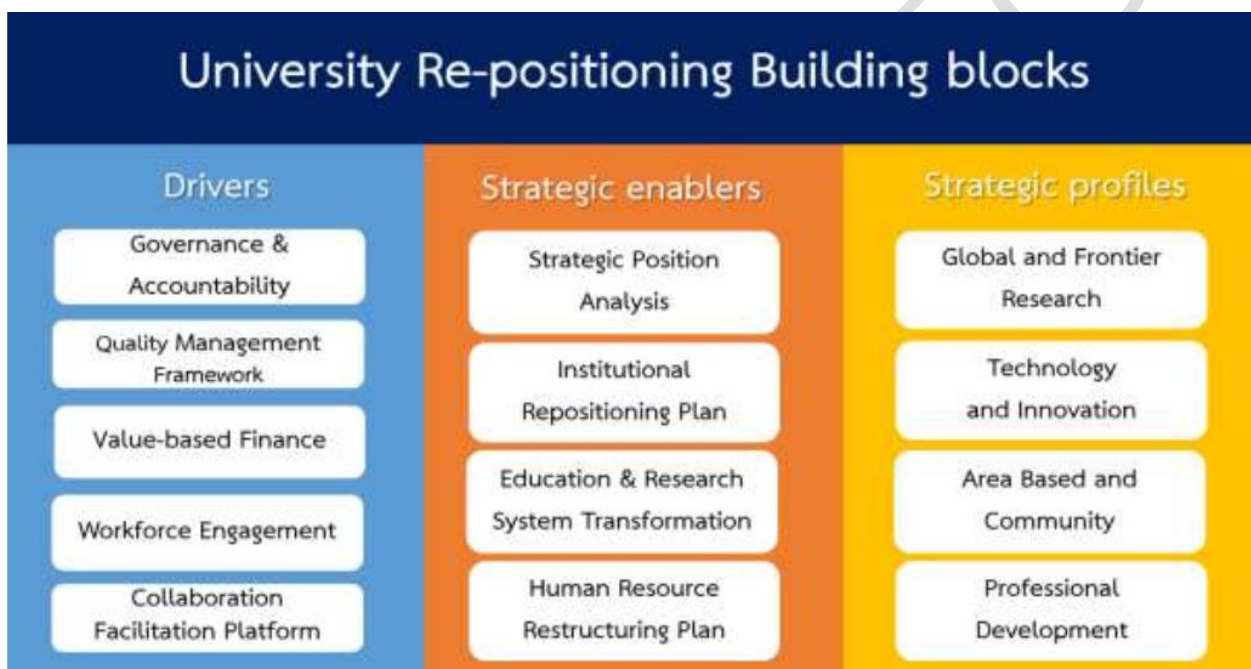 University Re-positioning Building blocks
Drivers
Governance &
Accountability
Quality Management
Framework
Value-based Finance
Workforce Engagement
Collaboration
Facilitation Platform
Strategic enablers
Strategic Position
Analysis
Institutional
Repositioning Plan
Education & Research
System Transformation
Human Resource
Restructuring Plan
Strategic profiles
Global and Frontier
Research
Technology
and Innovation
Area Based and
Community
Professional
Development